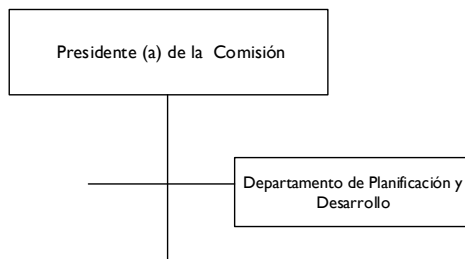 Presidente (a) de la Comisión
Departamento de Planificación y
Desarrollo